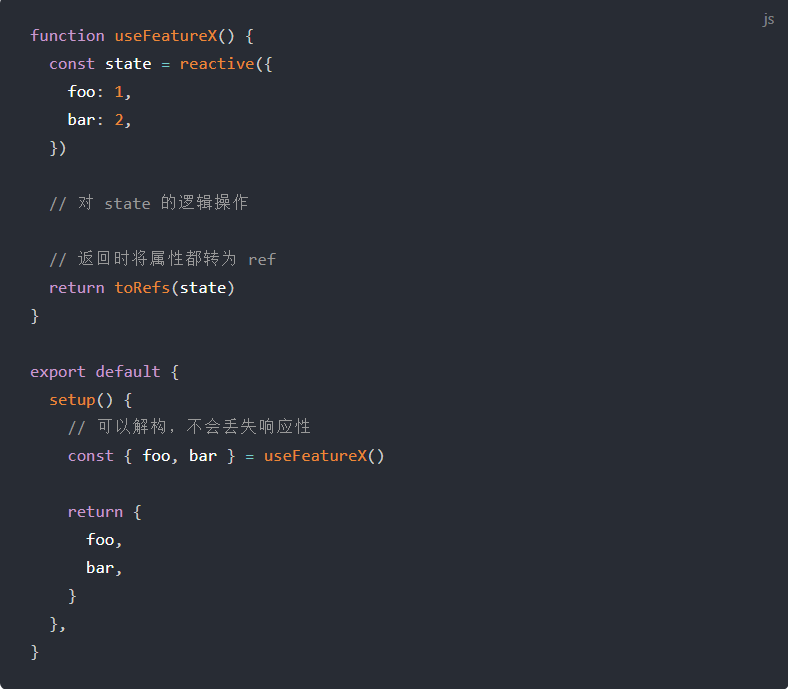 js
function useFeatureX() {
  const state = reactive({
    foo: 1,
    bar: 2,
  })
  // 对 state 的逻辑操作
  // 返回时将属性都转为 ref
  return toRefs(state)
}
export default {
  setup() {
    // 可以解构，不会丢失响应性
    const { foo, bar } = useFeatureX()
    return {
      foo,
      bar,
    }
  },
}